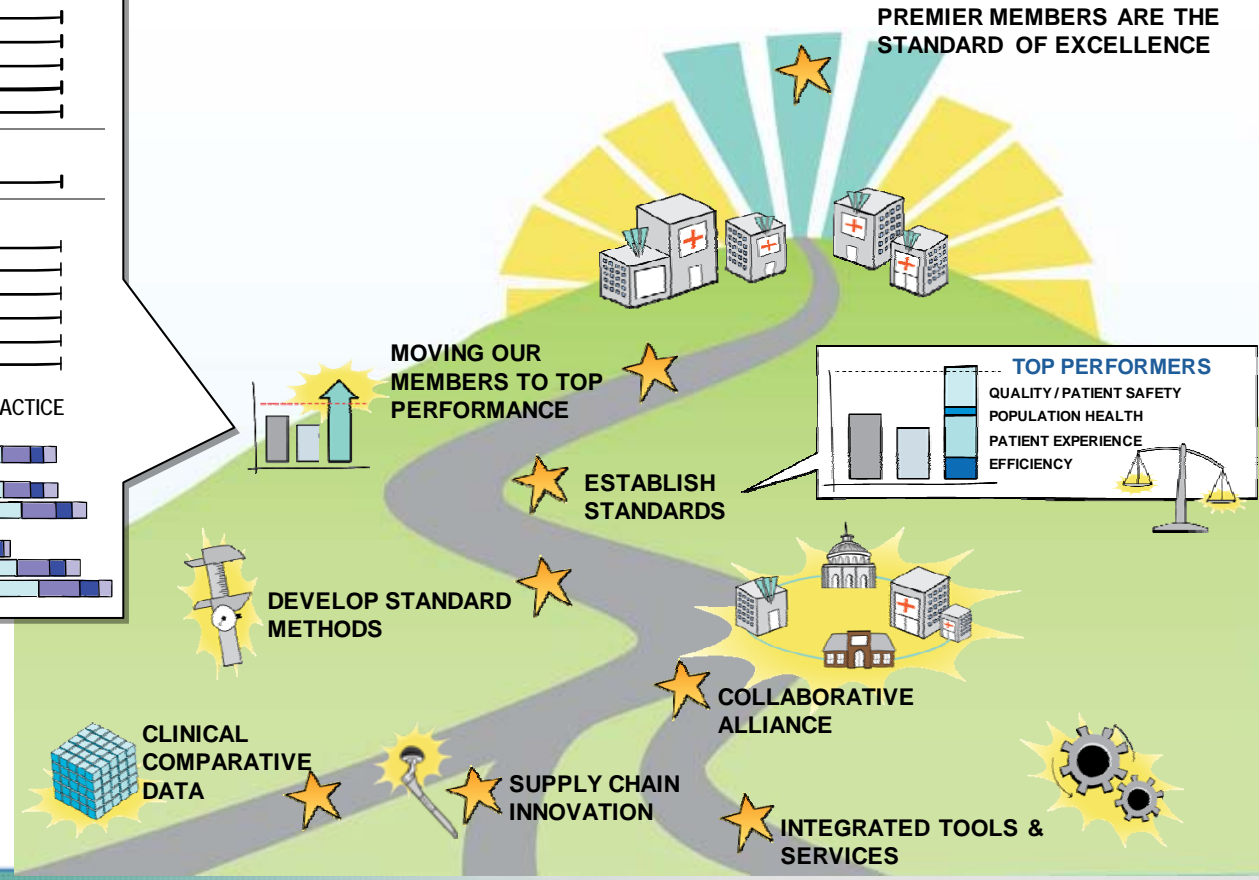 PREMIER MEMBERS ARE THE
STANDARD OF EXCELLENCE
MOVING OUR
MEMBERS TO TOP
PERFORMANCE
TOP PERFORMERS
QUALITY / PATIENT SAFETY
POPULATION HEALTH
PATIENT EXPERIENCE
EFFICIENCY
ACTICE
ESTABLISH
STANDARDS
DEVELOP STANDARD
METHODS
COLLABORATIVE
ALLIANCE
CLINICAL
COMPARATIVE
DATA
SUPPLY CHAIN
INNOVATION
INTEGRATED TOOLS &
SERVICES